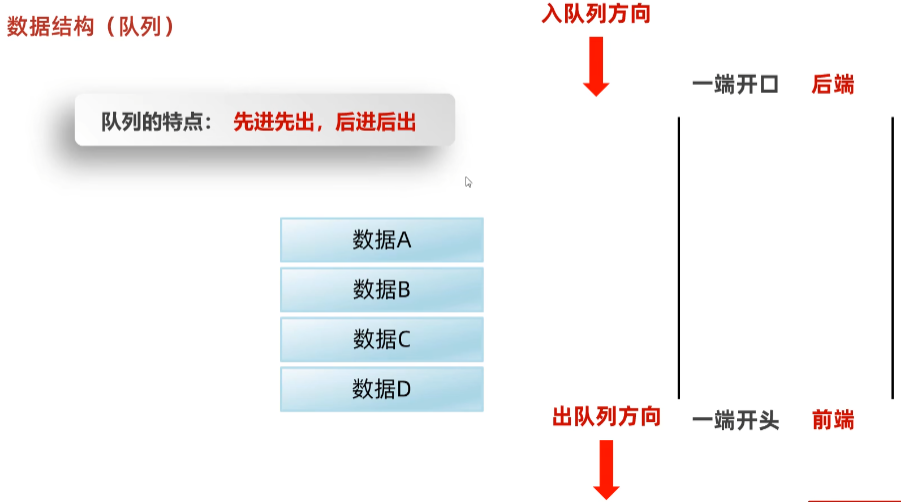 数据结构（队列）
入队列方向
一端开口 后端
队列的特点： 先进先出，后进后出
数据A
数据B
数据C
数据D
出队列方向
一端开头 前端